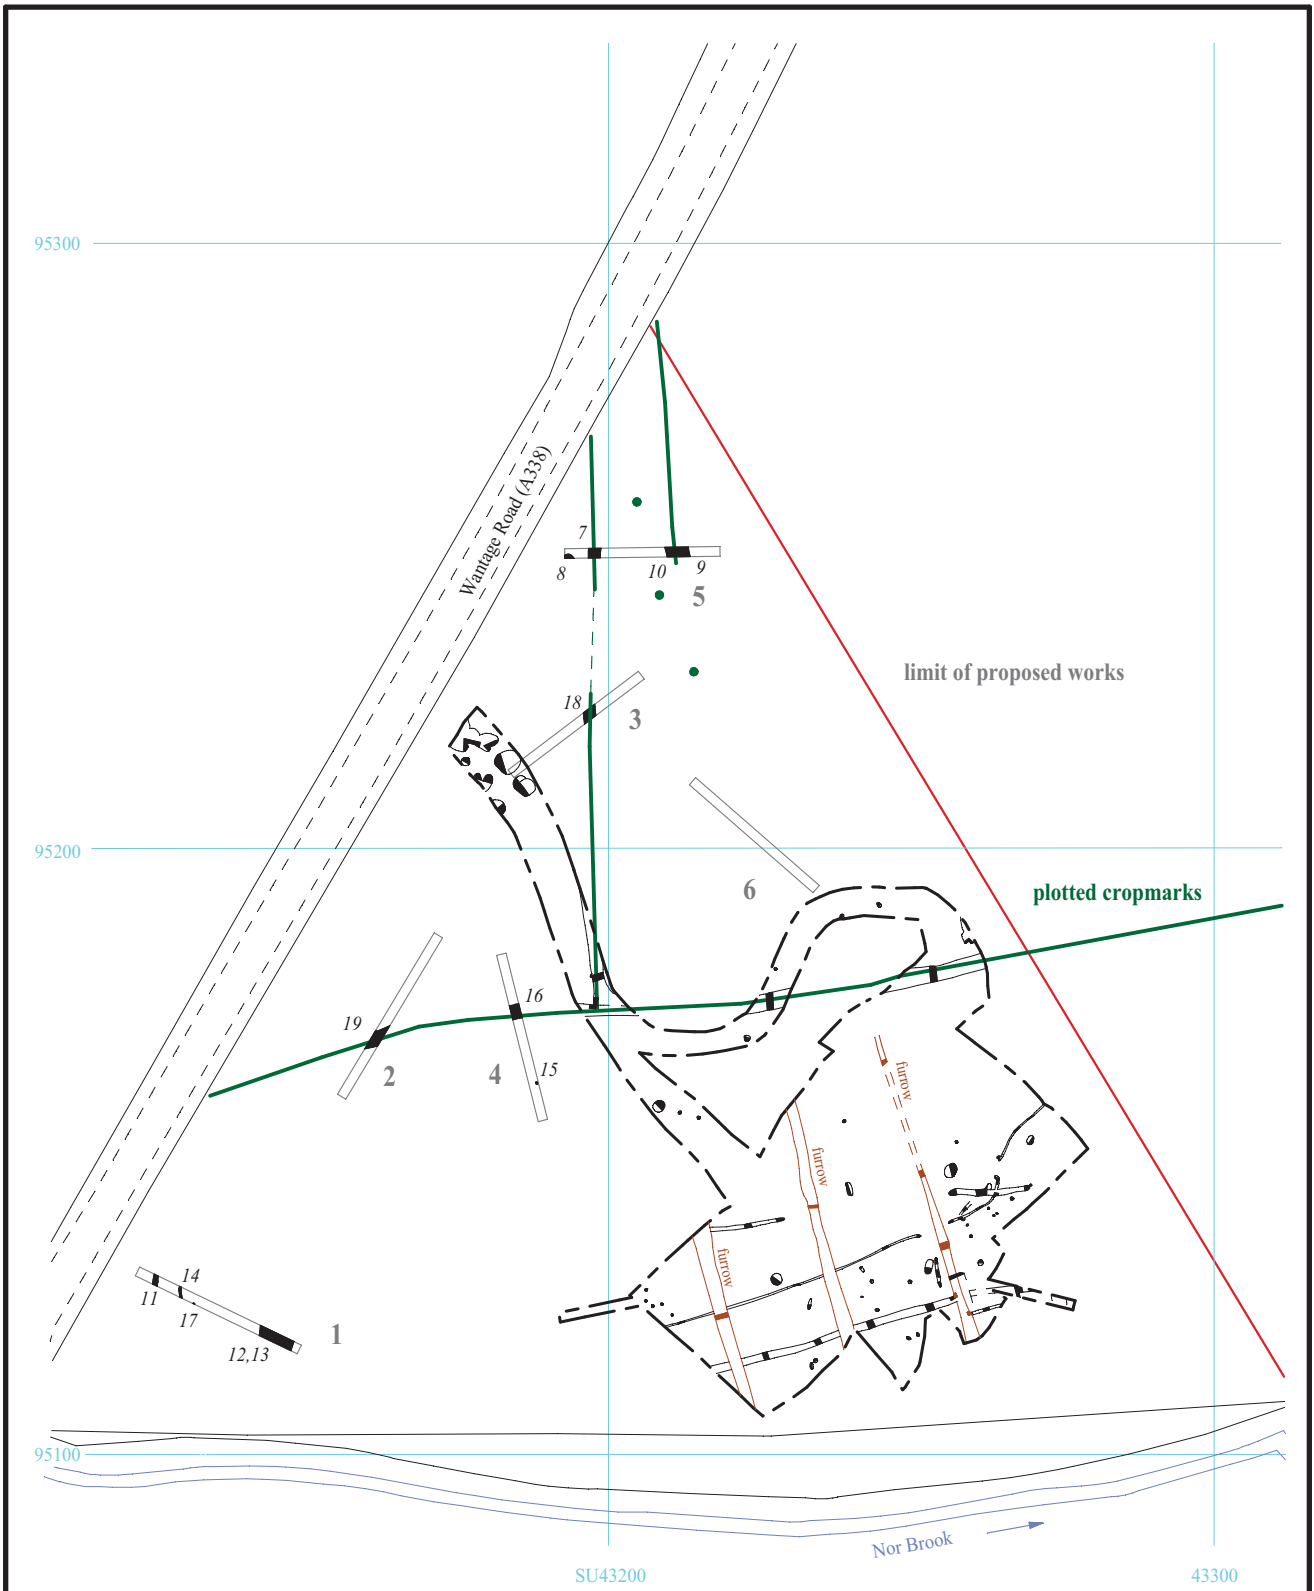 95300
Wantage Road (A338)
7
8
10
9
5
limit of proposed works
18
3
95200
6
plotted cropmarks
16
19
2
4
15
furrow
furrow
furrow
14
11
17
1
12,13
95100
Nor Brook
SU43200
43300